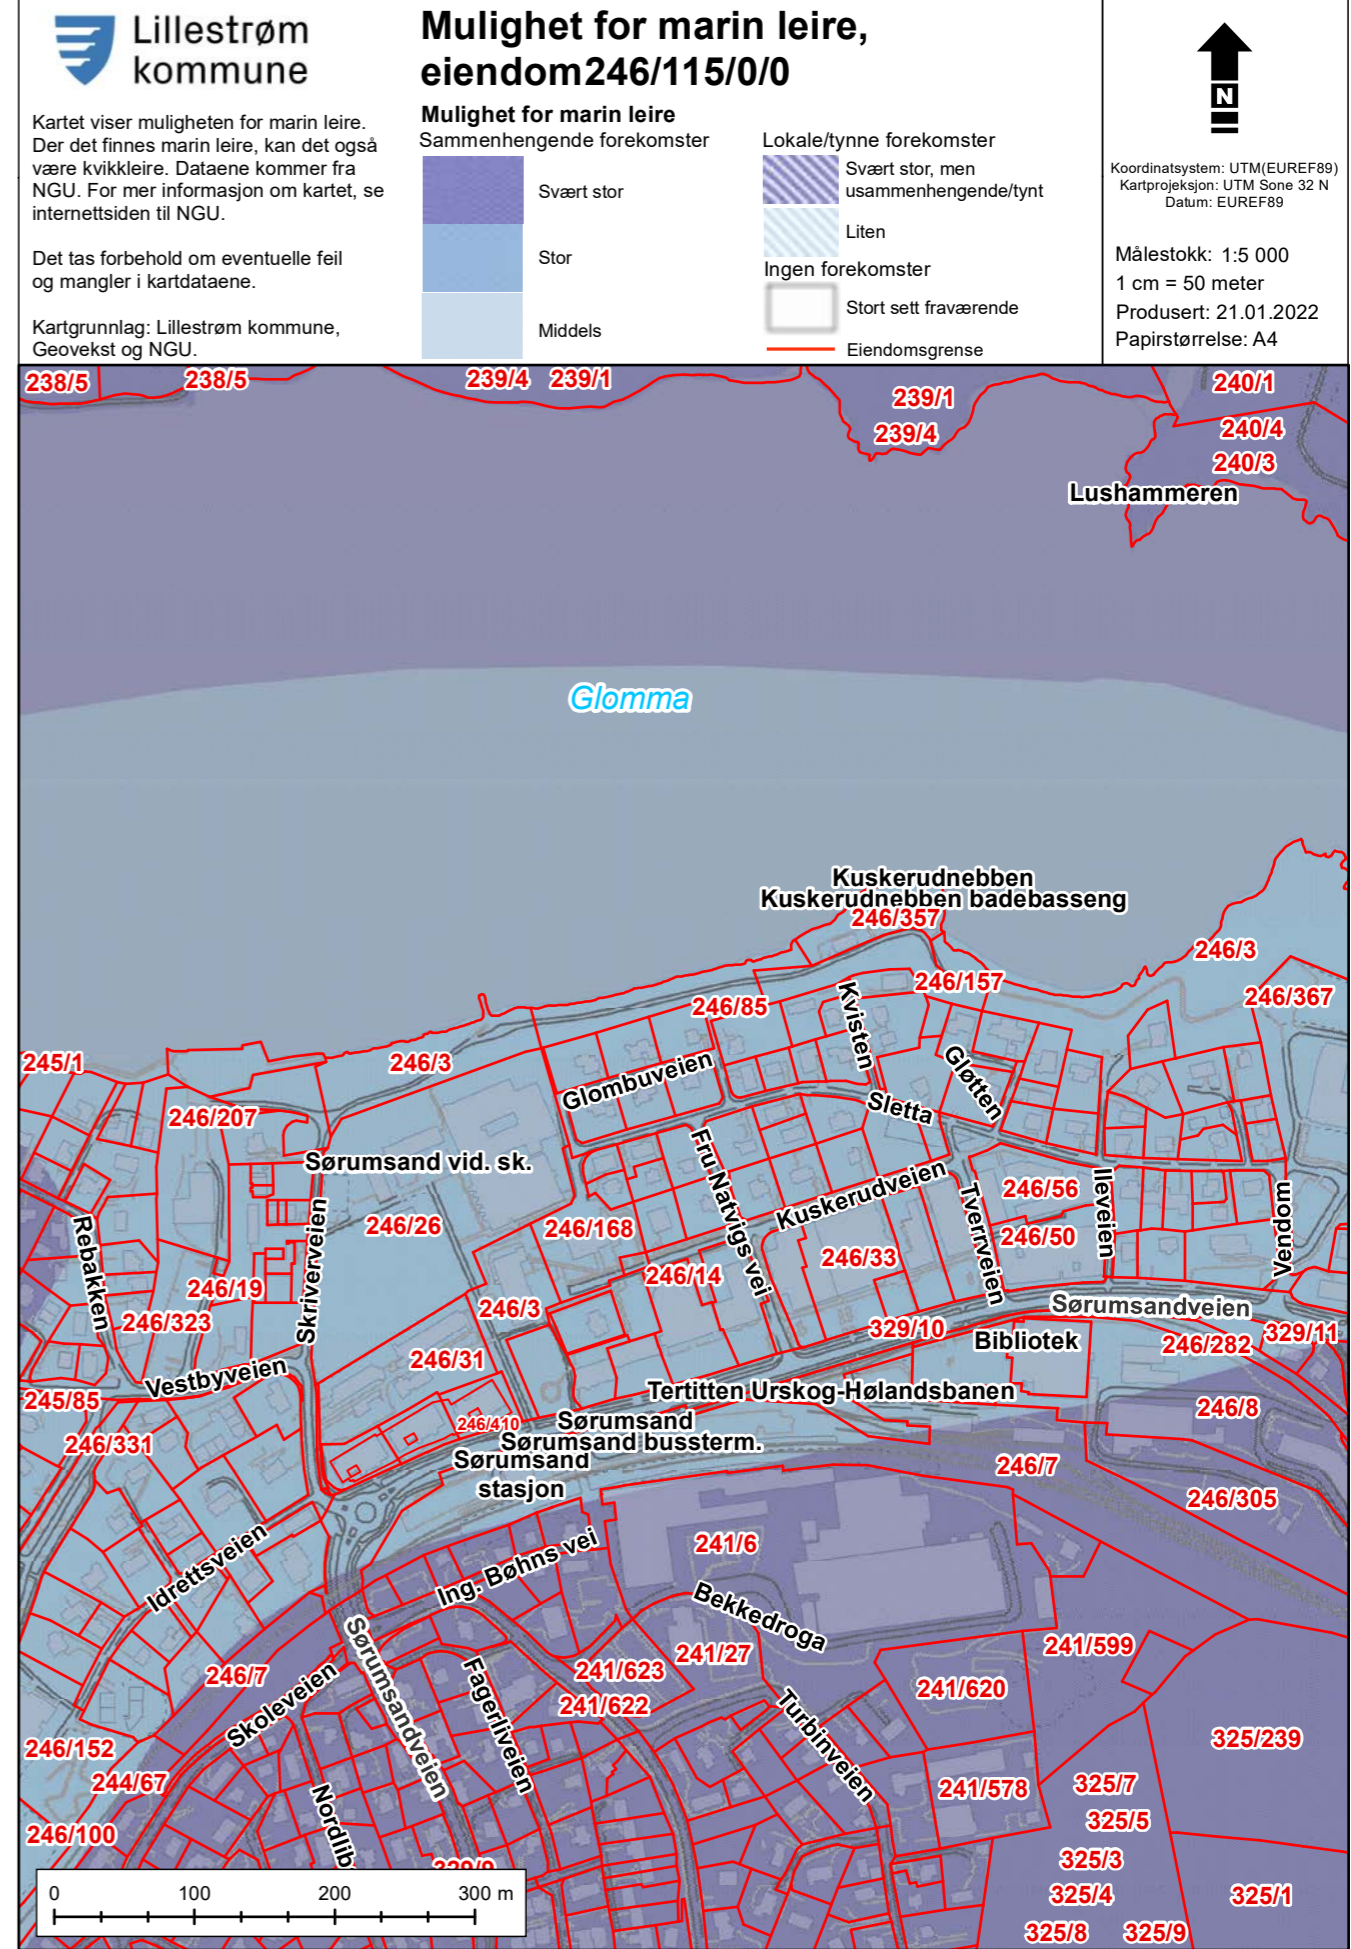 Lillestrøm
kommune
Kartet viser muligheten for marin leire.
Der det finnes marin leire, kan det også
være kvikkleire. Dataene kommer fra
NGU. For mer informasjon om kartet, se
internettsiden til NGU.
Det tas forbehold om eventuelle feil
og mangler i kartdataene.
Kartgrunnlag: Lillestrøm kommune,
Geovekst og NGU.
Mulighet for marin leire,
eiendom246/115/0/0
Mulighet for marin leire
Sammenhengende forekomster
Svært stor
Stor
Middels
Lokale/tynne forekomster
Svært stor, men
usammenhengende/tynt
Liten
Ingen forekomster
Stort sett fraværende
Eiendomsgrense
N
Koordinatsystem: UTM(EUREF89)
Kartprojeksjon: UTM Sone 32 N
Datum: EUREF89
Målestokk: 1:5 000
1 cm = 50 meter
Produsert: 21.01.2022
Papirstørrelse: A4
238/5
238/5
239/4
239/1
239/1
239/4
240/1
240/4
240/3
Lushammeren
Glomma
Kuskerudnebben
Kuskerudnebben badebasseng
246/357
246/3
246/157
246/367
246/85
Kvisten
245/1
246/3
Glombuveien
Gløtten
Sletta
246/207
Sørumsand vid. sk.
Fru Natvigs vei
Kuskerudveien
246/56
Ileveien
Tverrveien
Vendom
Rebakken
Skriverveien
246/26
246/168
246/50
246/33
246/14
246/19
246/3
246/323
Sørumsandveien
329/10
Bibliotek
246/282
329/11
246/31
Vestbyveien
245/85
Tertitten Urskog-Hølandsbanen
246/8
246/410
Sørumsand
246/331
Sørumsand bussterm.
Sørumsand
stasjon
246/7
246/305
241/6
Ing. Bøhns vei
Idrettsveien
Bekkedroga
Sørumsandveien
246/7
Skoleveien
Fagerliveien
241/623
241/27
241/599
241/622
241/620
Turbinveien
246/152
244/67
325/239
Nordlib
241/578
325/7
325/5
246/100
325/3
329/9
325/4
325/1
325/8
325/9
0
100
200
300 m